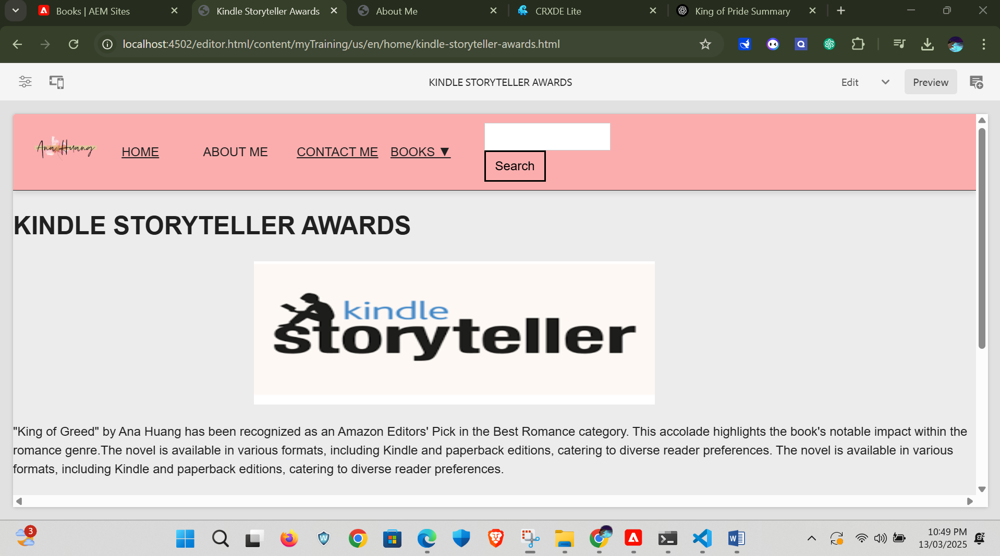 Books | AEM Sites
Kindle Storyteller Awards
About Me
CRXDE Lite
King of Pride Summary
localhost:4502/editor.html/content/myTraining/us/en/home/kindle-storyteller-awards.html
KINDLE STORYTELLER AWARDS
Edit
Preview
Ana Huang
HOME
ABOUT ME
CONTACT ME
BOOKS ▼
Search
KINDLE STORYTELLER AWARDS
kindle
storyteller
"King of Greed" by Ana Huang has been recognized as an Amazon Editors' Pick in the Best Romance category. This accolade highlights the book's notable impact within the
romance genre.The novel is available in various formats, including Kindle and paperback editions, catering to diverse reader preferences. The novel is available in various
formats, including Kindle and paperback editions, catering to diverse reader preferences.
3
10:49 PM
13/03/2025